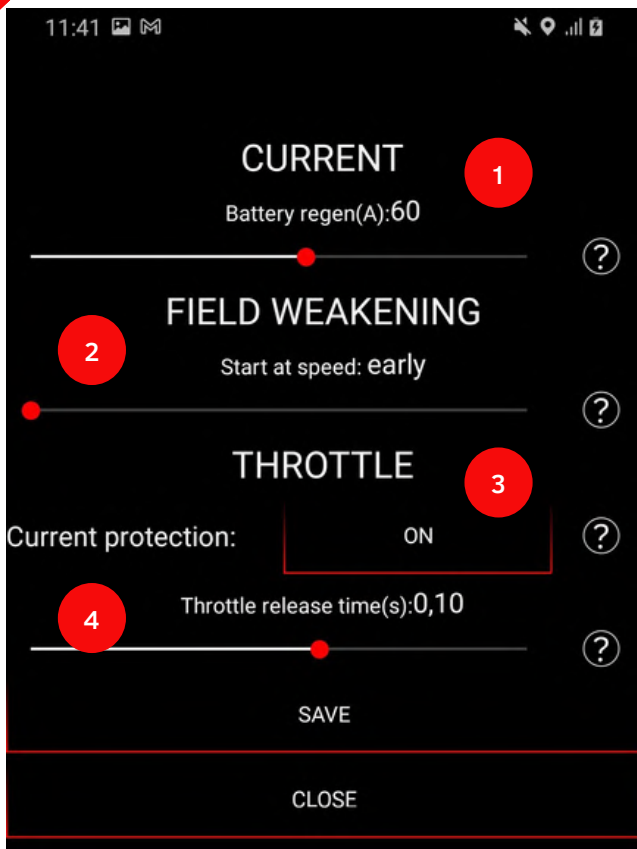 11:41
CURRENT
1
Battery regen(A):60
?
FIELD WEAKENING
2
Start at speed: early
?
THROTTLE
3
Current protection:
ON
?
4
Throttle release time(s):0,10
?
SAVE
CLOSE